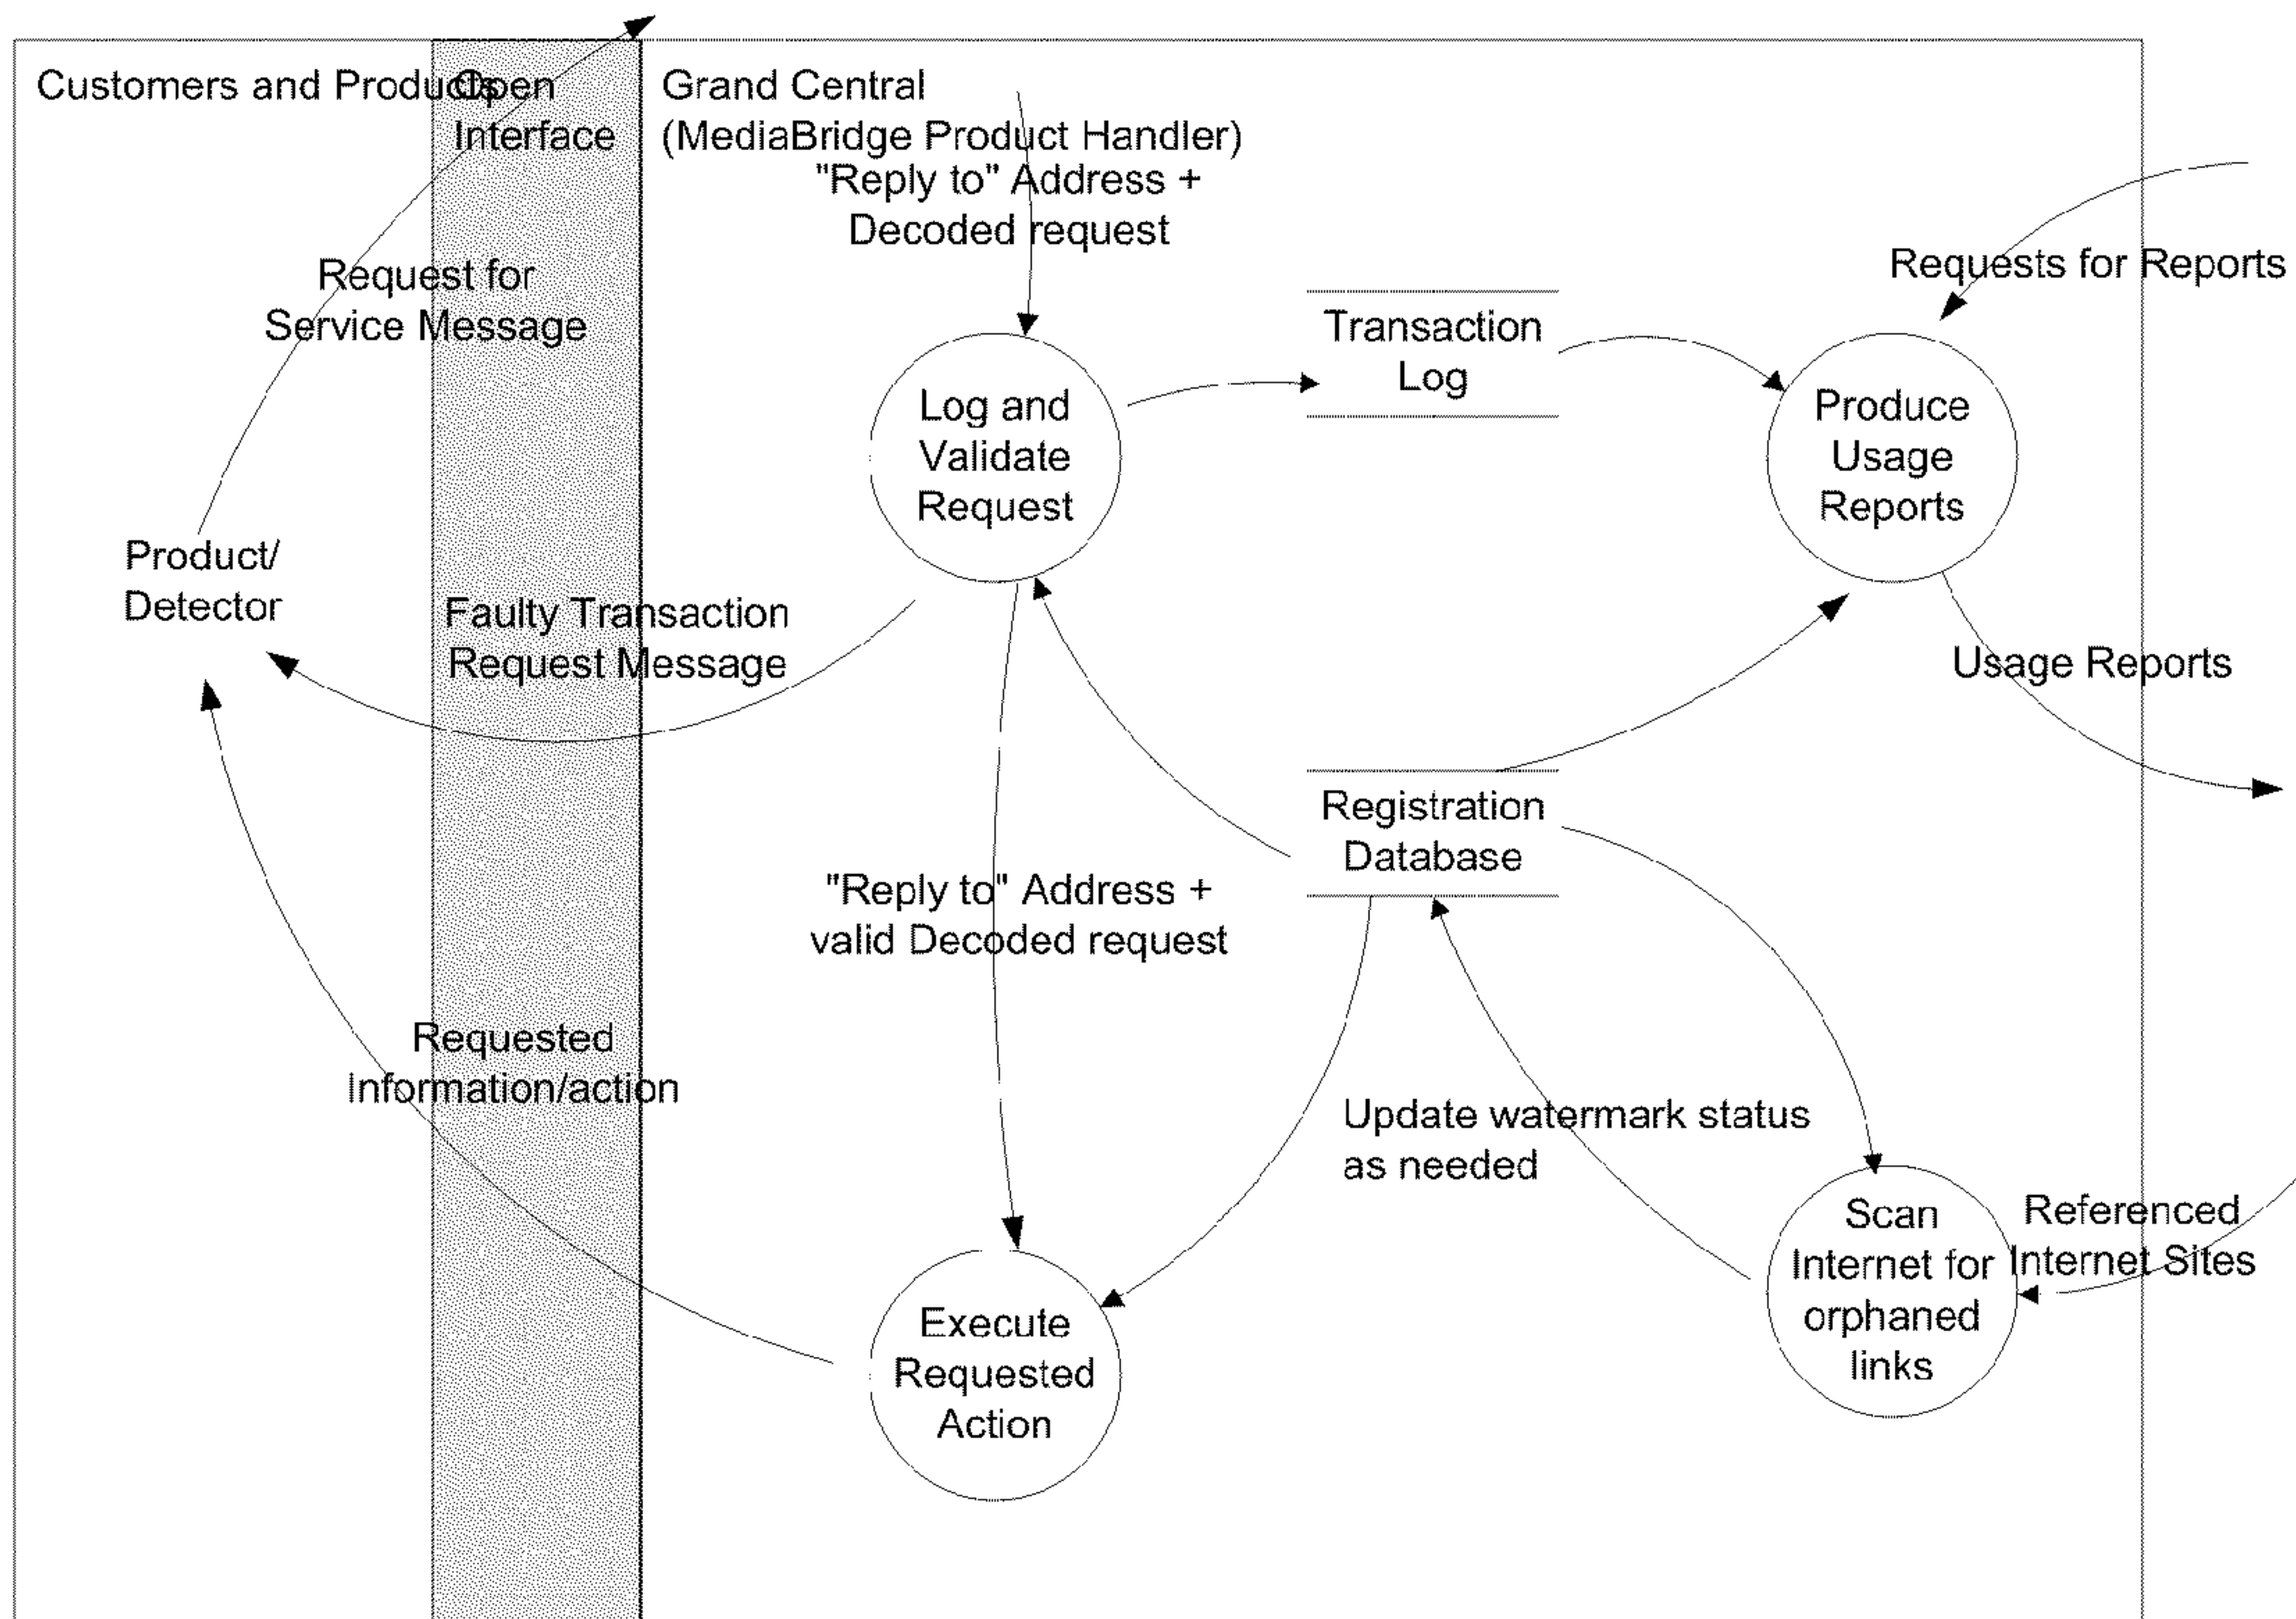 Customers and Products
Open
Interface
Grand Central
(MediaBridge Product Handler)
"Reply to" Address +
Decoded request
Requests for Reports
Request for
Service Message
Transaction
Log
Log and
Validate
Request
Produce
Usage
Reports
Product/
Detector
Faulty Transaction
Request Message
Usage Reports
Registration
Database
"Reply to" Address +
valid Decoded request
Requested
Information/action
Update watermark status
as needed
Scan
Internet for
orphaned
links
Referenced
Internet Sites
Execute
Requested
Action